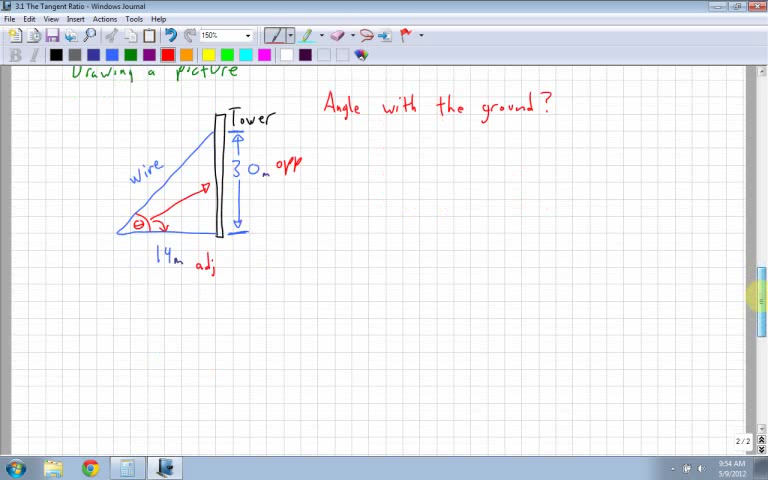 3.1 The Tangent Ratio - Windows Journal
File Edit View Insert Actions Tools Help
150%
B I
Drawing a picture
Tower
Angle with the ground?
wire
30m opp
θ
14m
adj
2 / 2
9:54 AM
5/9/2012